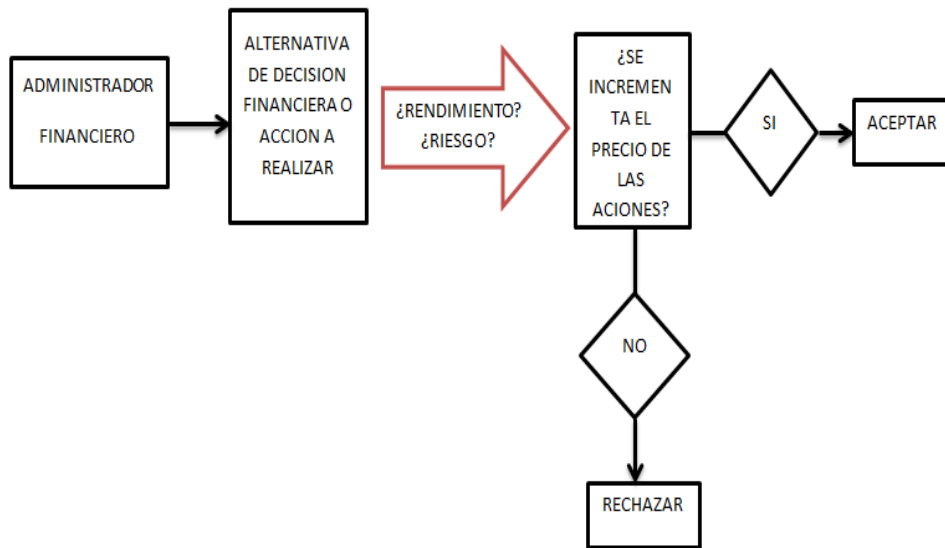 ADMINISTRADOR
FINANCIERO
ALTERNATIVA
DE DECISION
FINANCIERA O
ACCION A
REALIZAR
¿RENDIMIENTO?
¿RIESGO?
¿SE
INCREMEN
TA EL
PRECIO DE
LAS
ACIONES?
SI
ACEPTAR
NO
RECHAZAR